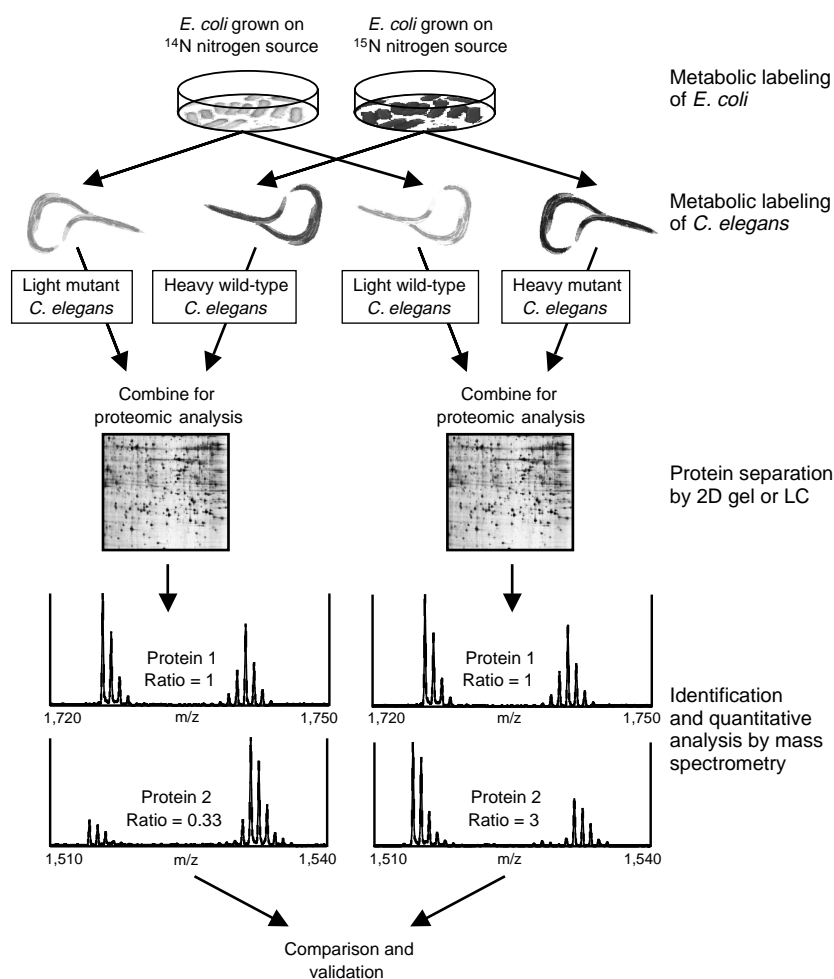 E. coli grown on
¹⁴N nitrogen source
E. coli grown on
¹⁵N nitrogen source
Metabolic labeling
of E. coli
Metabolic labeling
of C. elegans
Light mutant
C. elegans
Heavy wild-type
C. elegans
Light wild-type
C. elegans
Heavy mutant
C. elegans
Combine for
proteomic analysis
Combine for
proteomic analysis
Protein separation
by 2D gel or LC
Protein 1
Ratio = 1
1,720
m/z
1,750
Protein 1
Ratio = 1
1,720
m/z
1,750
Identification
and quantitative
analysis by mass
spectrometry
Protein 2
Ratio = 0.33
1,510
m/z
1,540
Protein 2
Ratio = 3
1,510
m/z
1,540
Comparison and
validation